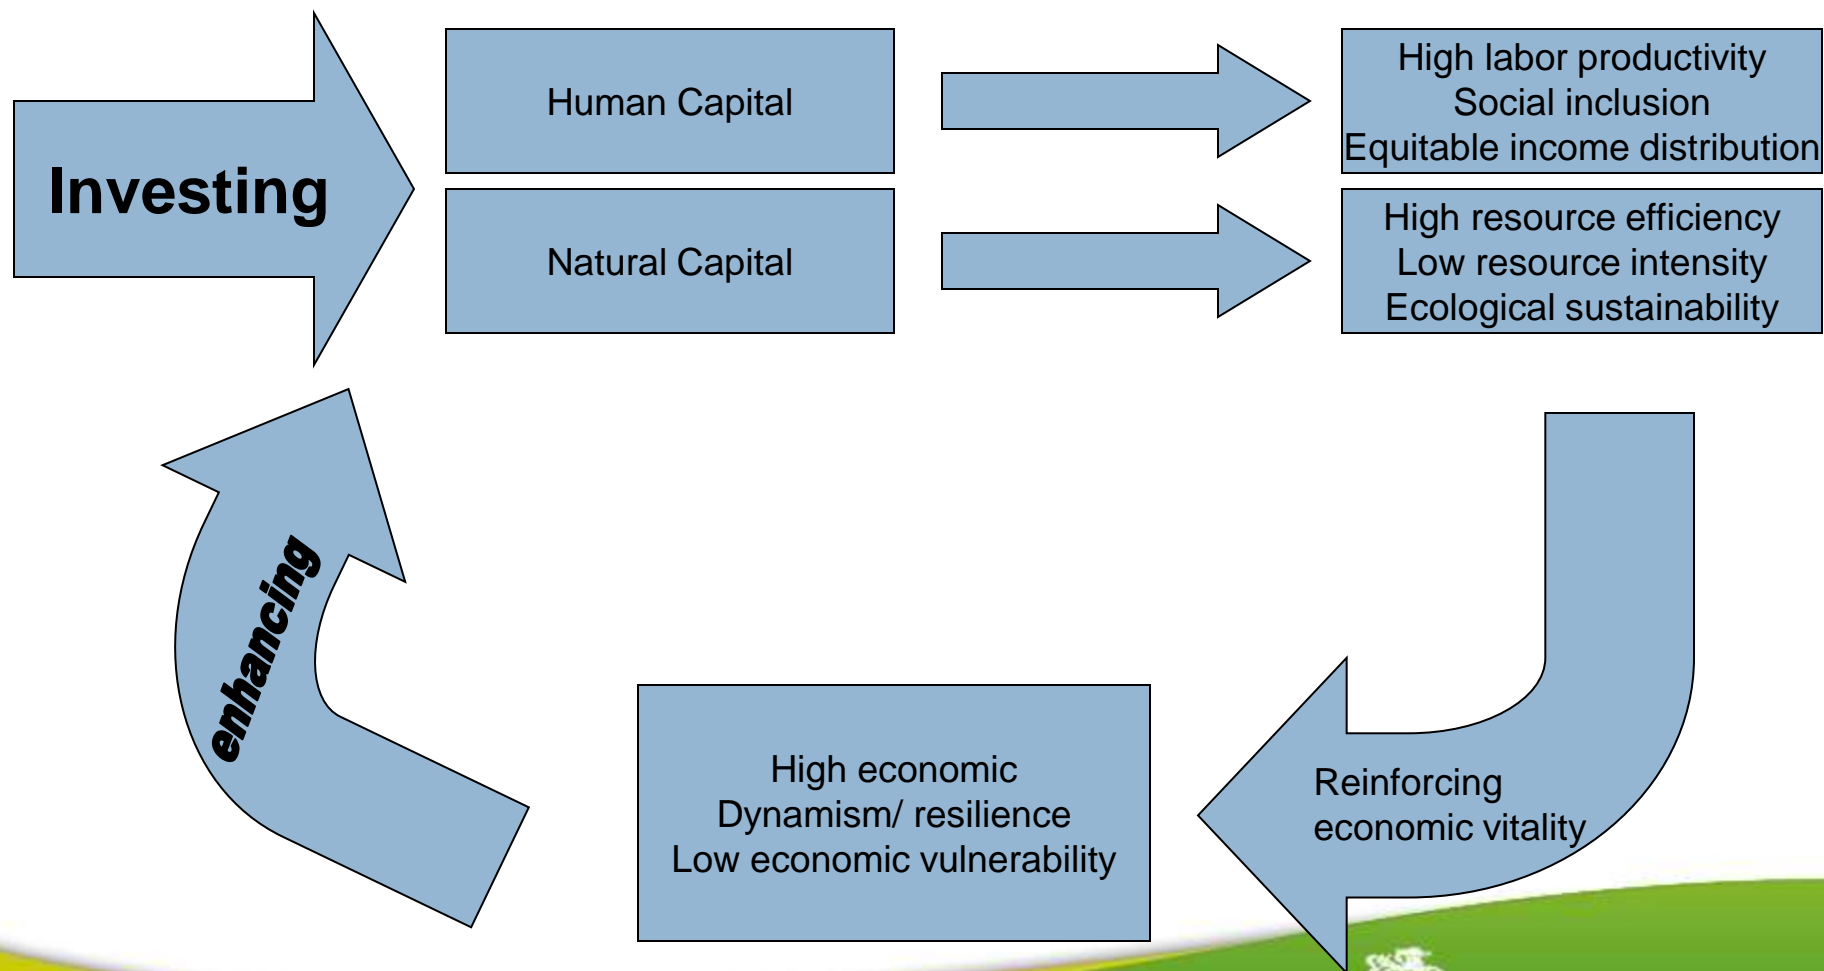 Investing
Human Capital
High labor productivity
Social inclusion
Equitable income distribution
Natural Capital
High resource efficiency
Low resource intensity
Ecological sustainability
enhancing
High economic
Dynamism/ resilience
Low economic vulnerability
Reinforcing
economic vitality